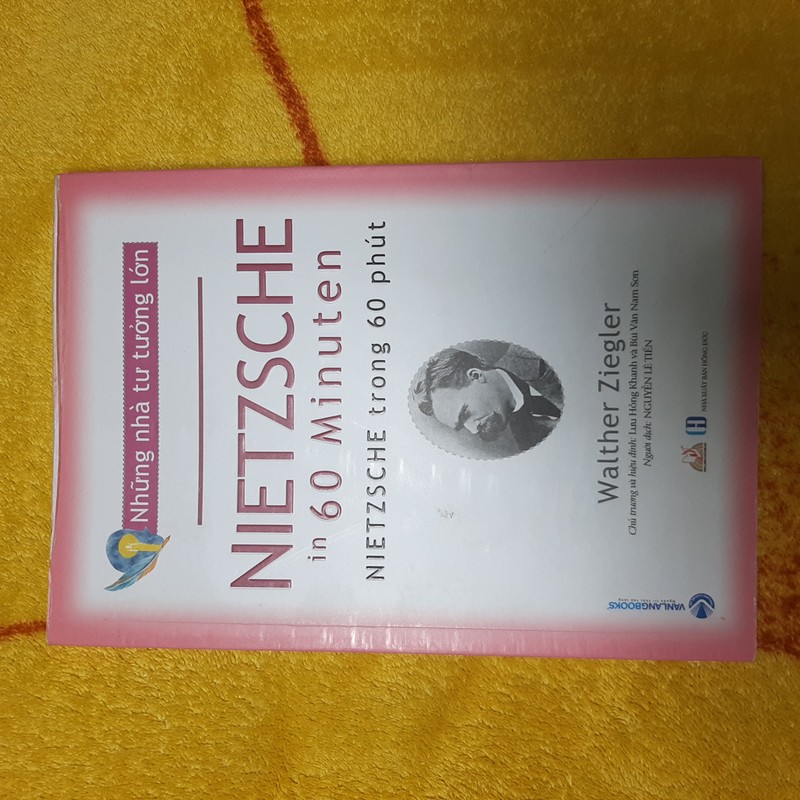 Những nhà tư tưởng lớn
NIETZSCHE
in 60 Minuten
NIETZSCHE trong 60 phút
Walther Ziegler
Chủ trương và hiệu đính: Lưu Hồng Khanh và Bùi Văn Nam Sơn
Người dịch: NGUYỄN LÊ TIẾN
VANLANGBOOKS
NHÀ XUẤT BẢN HỒNG ĐỨC